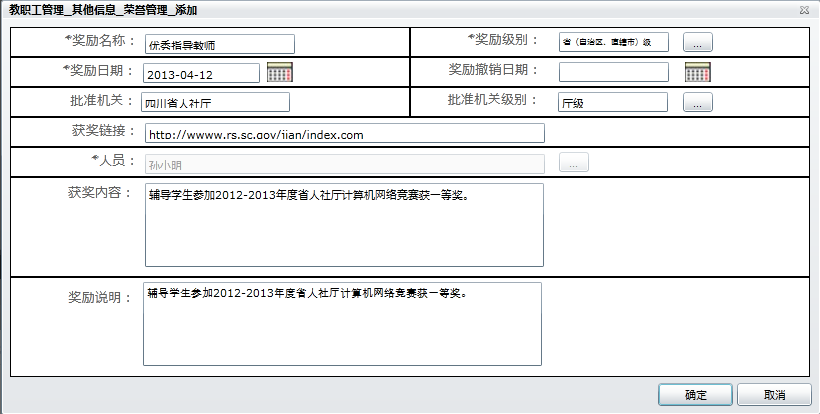 教职工管理_其他信息_荣誉管理_添加
*奖励名称： 优秀指导教师 *奖励级别： 省（自治区、直辖市）级 ...
*奖励日期： 2013-04-12 奖励撤销日期：
批准机关： 四川省人社厅 批准机关级别： 厅级 ...
获奖链接： http://wwww.rs.sc.gov/jian/index.com
*人员： 孙小明 ...
获奖内容： 辅导学生参加2012-2013年度省人社厅计算机网络竞赛获一等奖。
奖励说明： 辅导学生参加2012-2013年度省人社厅计算机网络竞赛获一等奖。
确定 取消